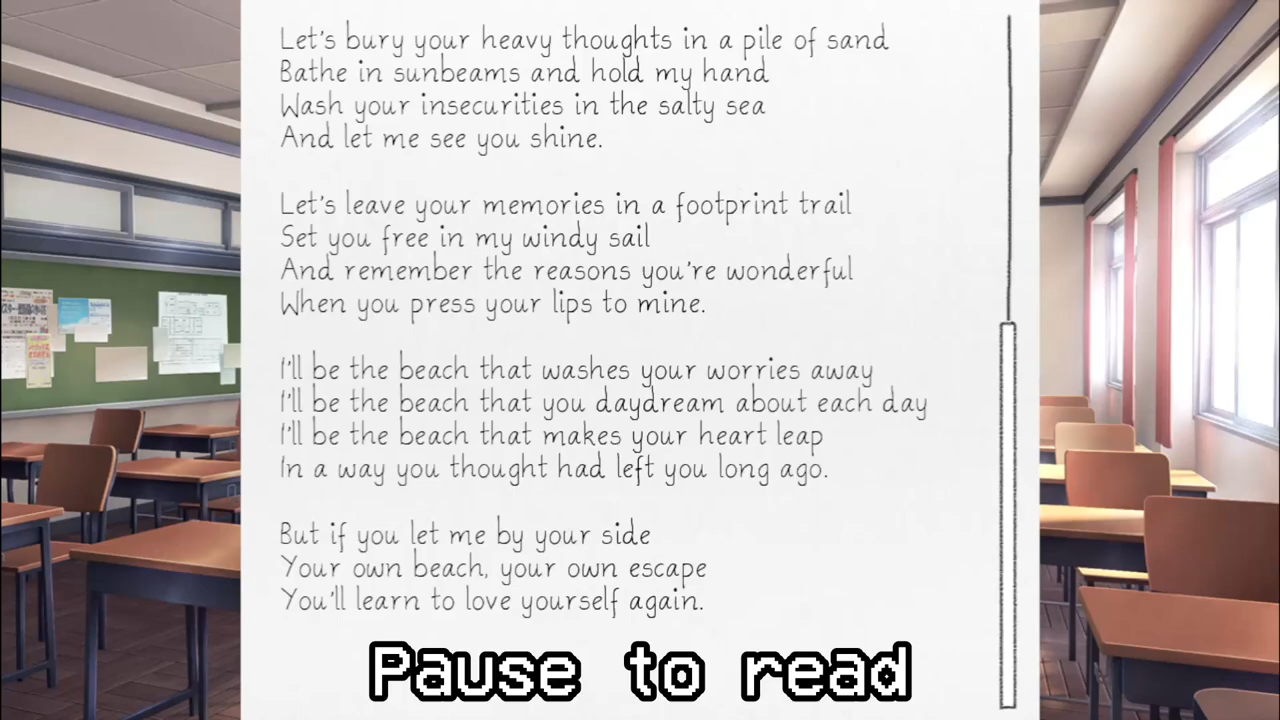 Let's bury your heavy thoughts in a pile of sand
Bathe in sunbeams and hold my hand
Wash your insecurities in the salty sea
And let me see you shine.
Let's leave your memories in a footprint trail
Set you free in my windy sail
And remember the reasons you're wonderful
When you press your lips to mine.
I'll be the beach that washes your worries away
I'll be the beach that you daydream about each day
I'll be the beach that makes your heart leap
In a way you thought had left you long ago.
But if you let me by your side
Your own beach, your own escape
You'll learn to love yourself again.
Pause to read